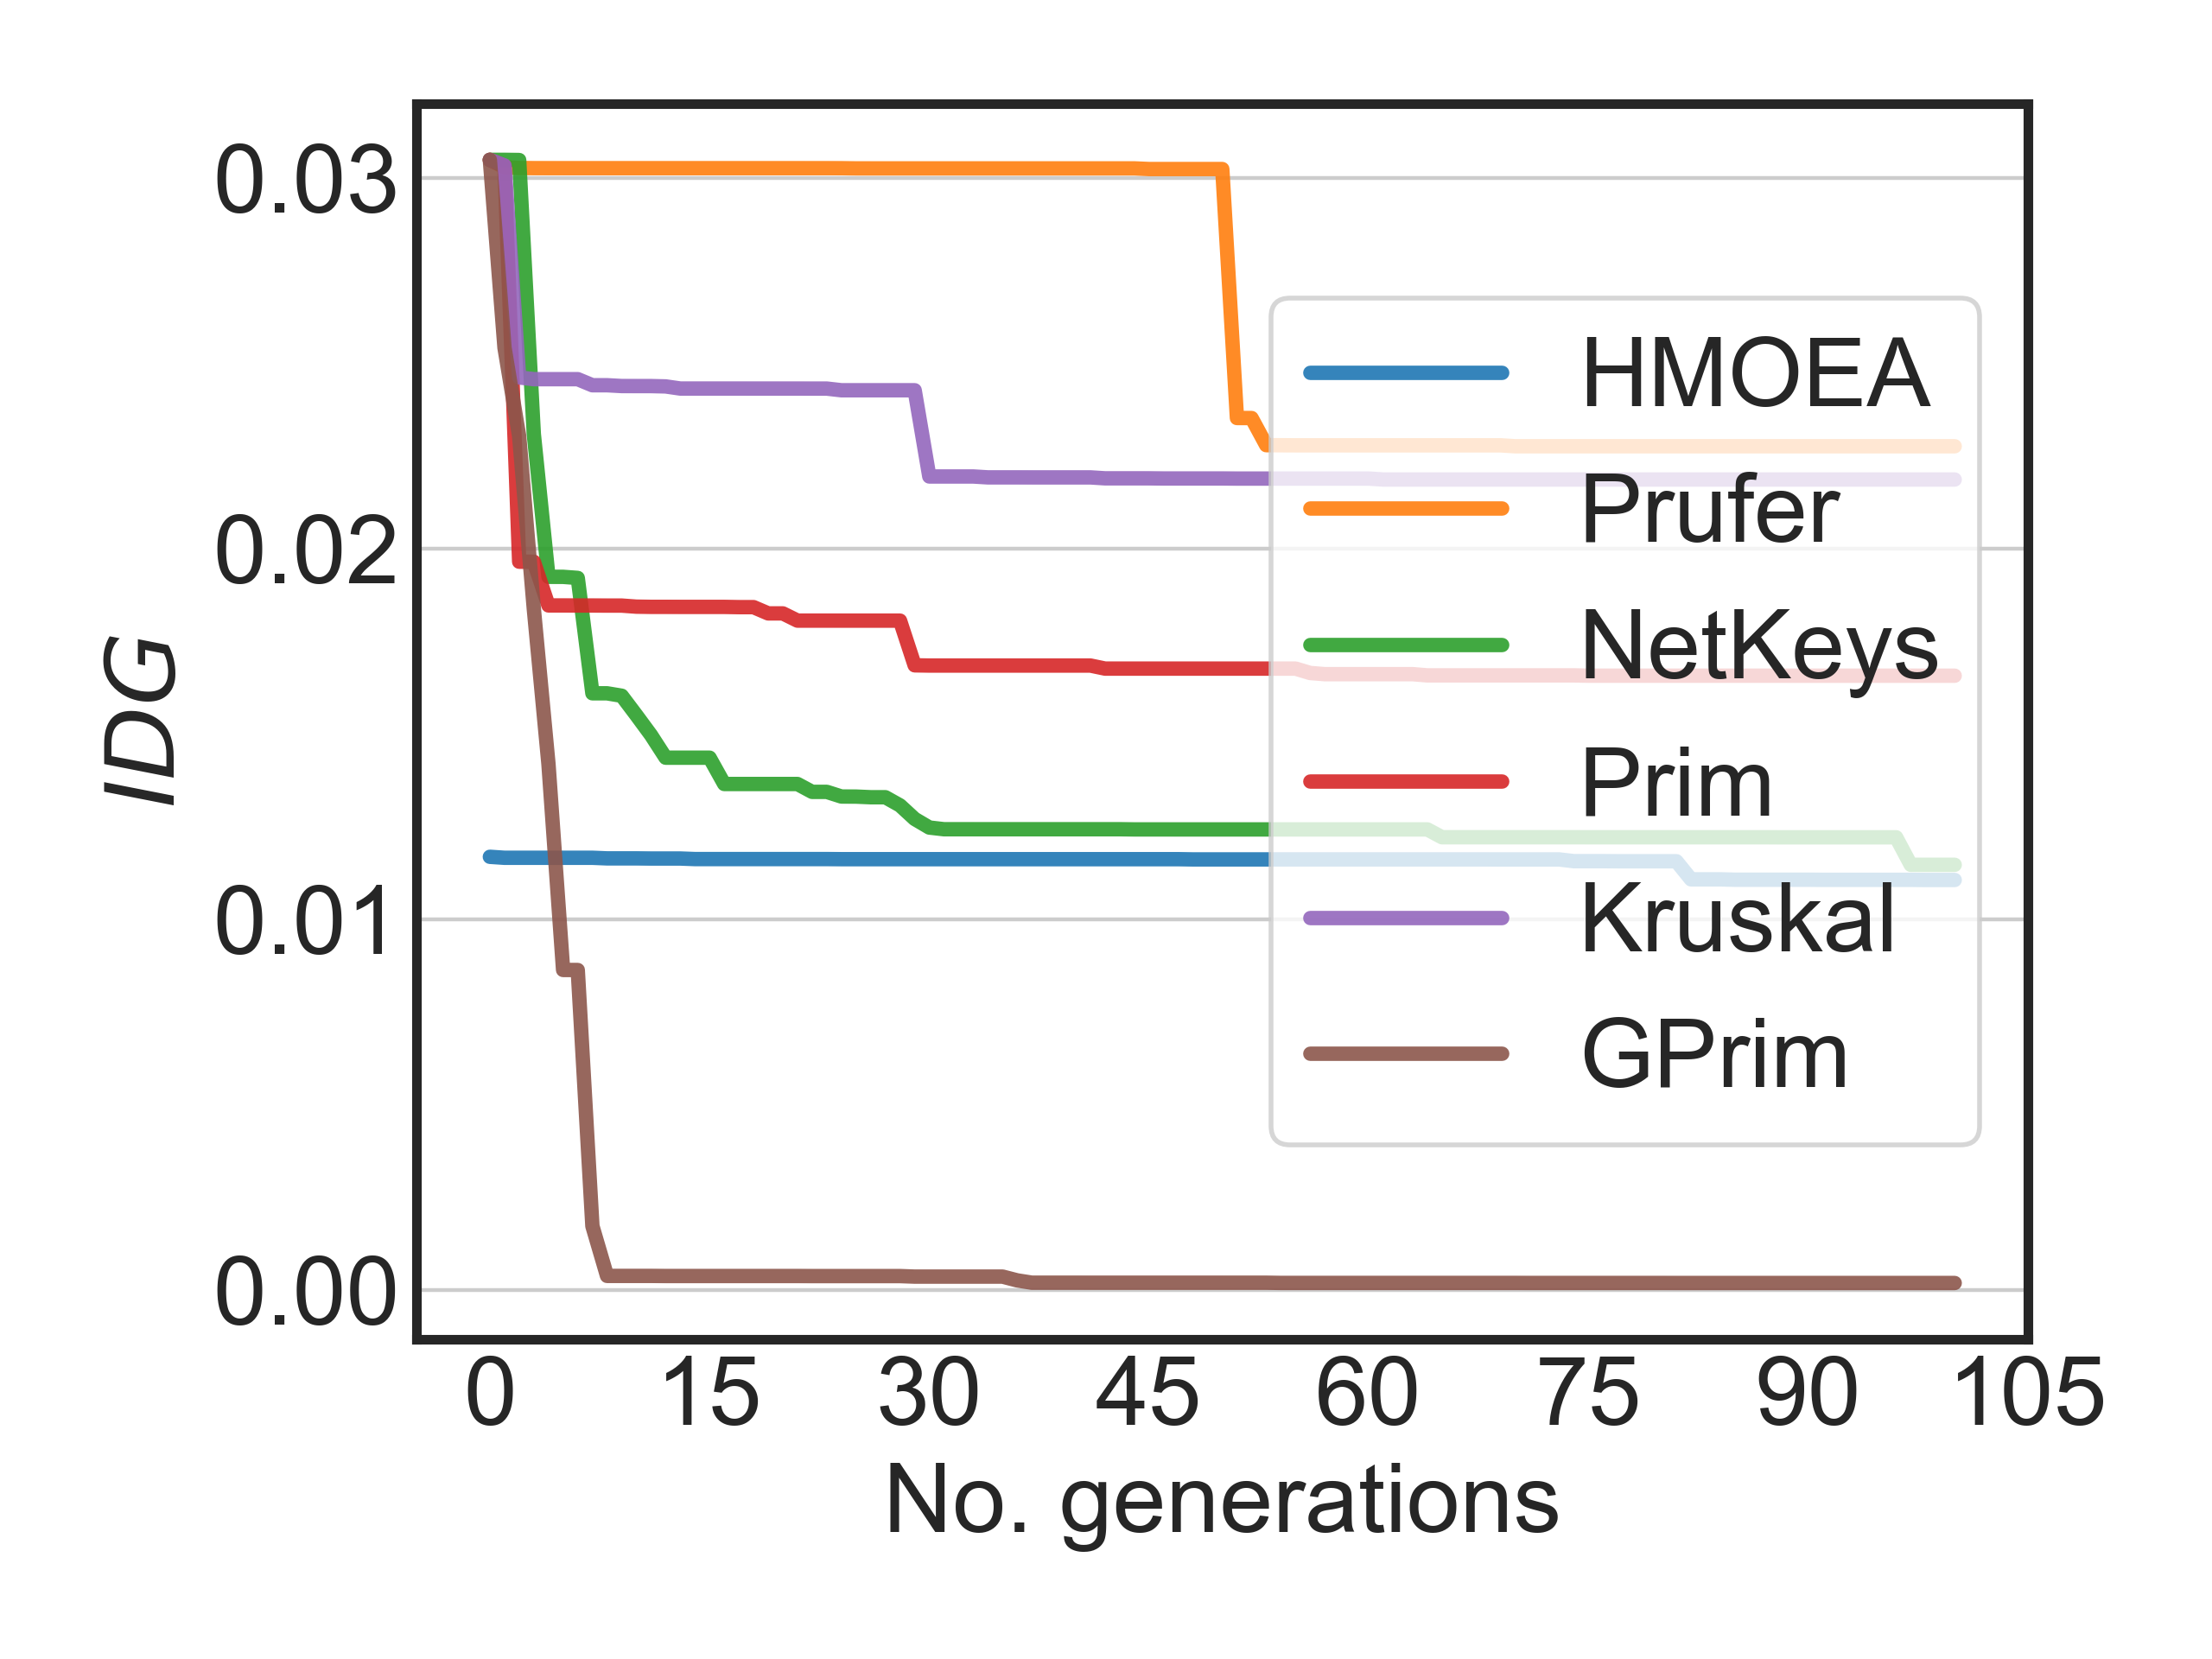 0.03
0.02
0.01
0.00
IDG
0 15 30 45 60 75 90 105
No. generations
HMOEA
Prufer
NetKeys
Prim
Kruskal
GPrim